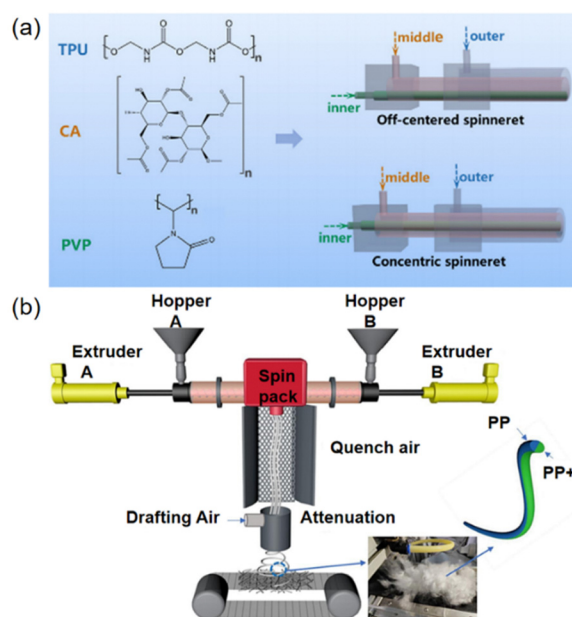 (a)
TPU
O
N
H
O
O
H
N
O
O
n
middle
outer
inner
Off-centered spinneret
CA
n
middle
outer
inner
Concentric spinneret
PVP
n
N
O
(b)
Hopper
A
Hopper
B
Extruder
A
Spin
pack
Extruder
B
Quench air
PP
PP+
Drafting Air
Attenuation